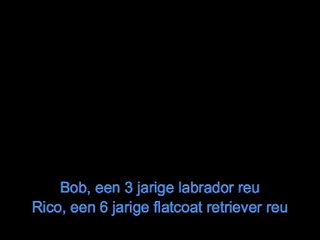 Bob, een 3 jarige labrador reu
Rico, een 6 jarige flatcoat retriever reu